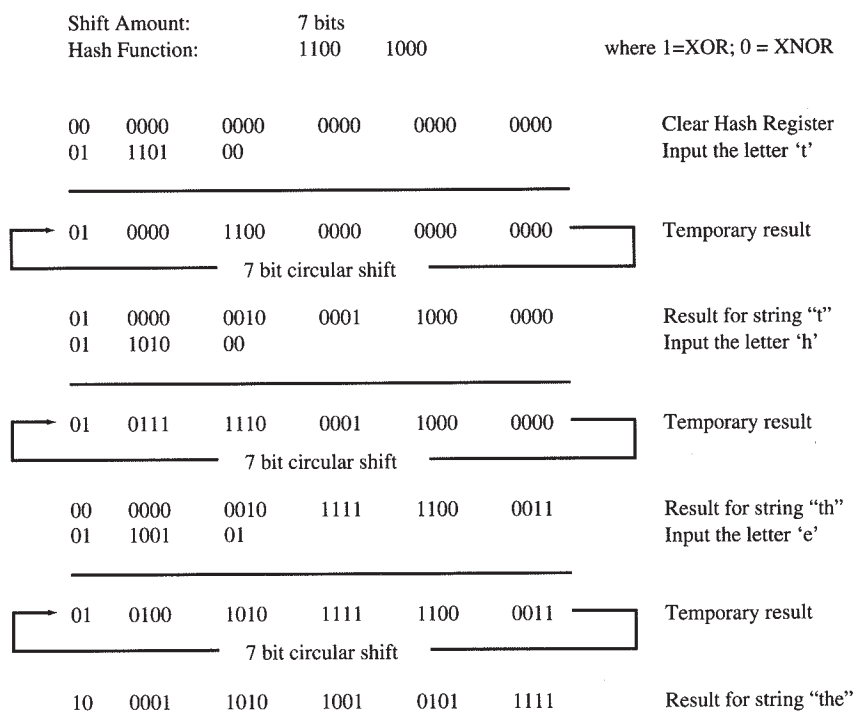 Shift Amount: 7 bits
Hash Function: 1100 1000 where 1=XOR; 0 = XNOR
00 0000 0000 0000 0000 0000 Clear Hash Register
01 1101 00 Input the letter ‘t’
01 0000 1100 0000 0000 0000 Temporary result
7 bit circular shift
01 0000 0010 0001 1000 0000 Result for string “t”
01 1010 00 Input the letter ‘h’
01 0111 1110 0001 1000 0000 Temporary result
7 bit circular shift
00 0000 0010 1111 1100 0011 Result for string “th”
01 1001 01 Input the letter ‘e’
01 0100 1010 1111 1100 0011 Temporary result
7 bit circular shift
10 0001 1010 1001 0101 1111 Result for string “the”